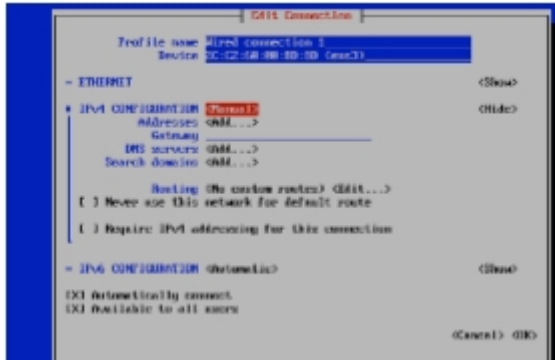 Edit Connection
Profile name Wired connection 1
Device
= ETHERNET <Show>
IPv4 CONFIGURATION <Manual> <Hide>
Addresses <Add...>
Gateway
DNS servers <Add...>
Search domains <Add...>
Routing (No custom routes) <Edit...>
[ ] Never use this network for default route
[ ] Require IPv4 addressing for this connection
= IPv6 CONFIGURATION <Automatic> <Show>
[X] Automatically connect
[X] Available to all users
<Cancel> <OK>